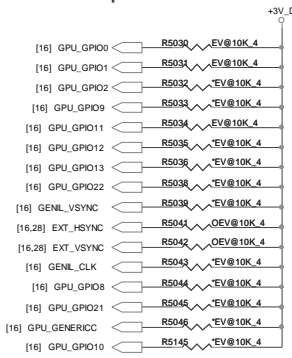 +3V_D
[16] GPU_GPIO0 R5030 EV@10K_4
[16] GPU_GPIO1 R5031 EV@10K_4
[16] GPU_GPIO2 R5032 *EV@10K_4
[16] GPU_GPIO9 R5033 *EV@10K_4
[16] GPU_GPIO11 R5034 EV@10K_4
[16] GPU_GPIO12 R5035 *EV@10K_4
[16] GPU_GPIO13 R5036 *EV@10K_4
[16] GPU_GPIO22 R5038 *EV@10K_4
[16] GENIL_VSYNC R5039 *EV@10K_4
[16,28] EXT_HSYNC R5041 OEV@10K_4
[16,28] EXT_VSYNC R5042 OEV@10K_4
[16] GENIL_CLK R5043 *EV@10K_4
[16] GPU_GPIO8 R5044 *EV@10K_4
[16] GPU_GPIO21 R5045 *EV@10K_4
[16] GPU_GENERICC R5046 *EV@10K_4
[16] GPU_GPIO10 R5145 *EV@10K_4